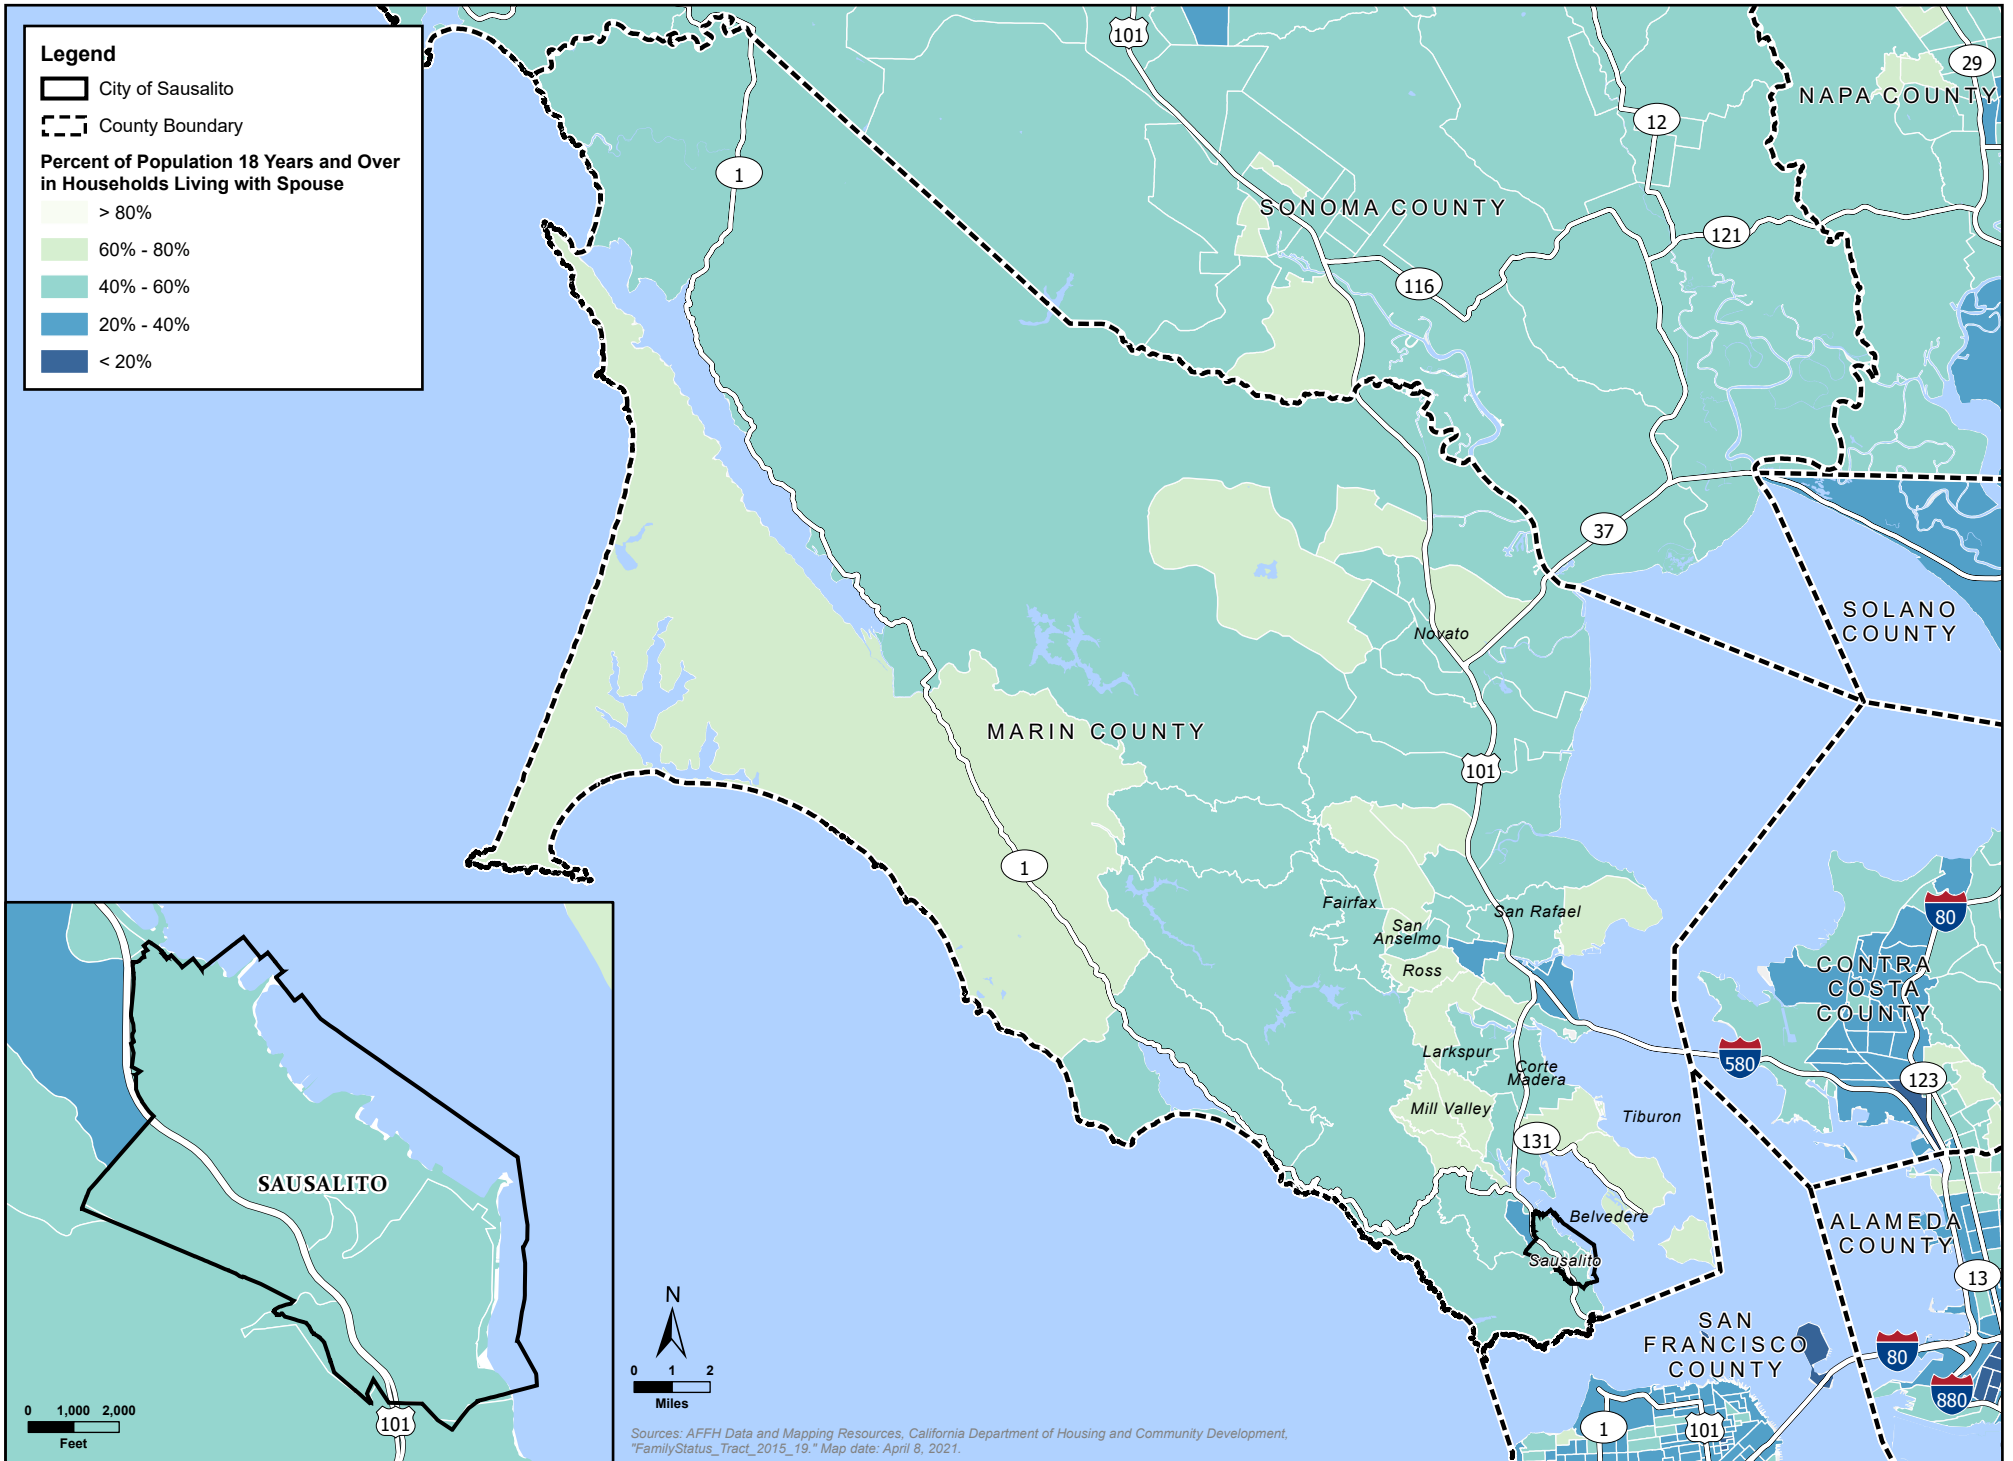 Legend
City of Sausalito
County Boundary
Percent of Population 18 Years and Over
in Households Living with Spouse
> 80%
60% - 80%
40% - 60%
20% - 40%
< 20%
101
29
NAPA COUNTY
12
1
SONOMA COUNTY
121
116
37
SOLANO
COUNTY
Novato
MARIN COUNTY
101
1
Fairfax
San
Anselmo
San Rafael
Ross
80
CONTRA
COSTA
COUNTY
Larkspur
Corte
Madera
580
123
Mill Valley
Tiburon
131
Belvedere
Sausalito
ALAMEDA
COUNTY
13
SAN
FRANCISCO
COUNTY
80
880
1
101
SAUSALITO
101
0 1,000 2,000
Feet
N
0 1 2
Miles
Sources: AFFH Data and Mapping Resources, California Department of Housing and Community Development,
"FamilyStatus_Tract_2015_19." Map date: April 8, 2021.